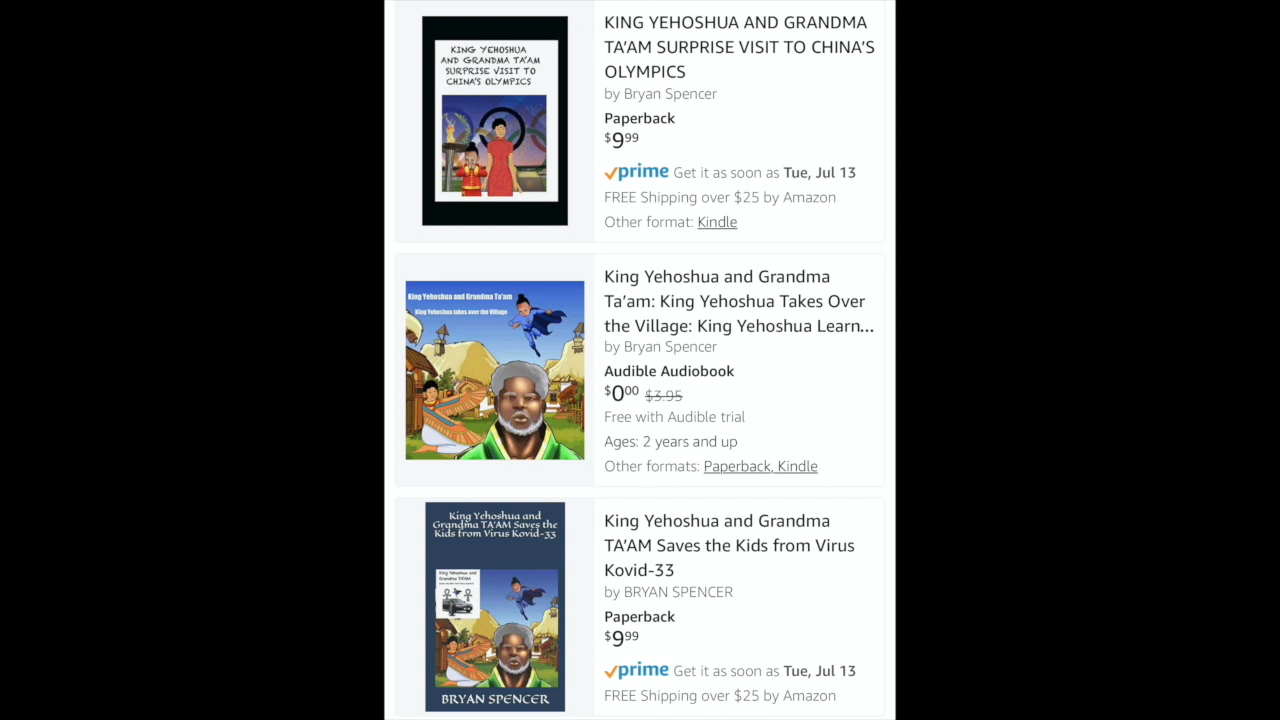 KING YEHOSHUA
AND GRANDMA TA'AM
SURPRISE VISIT TO
CHINA'S OLYMPICS
KING YEHOSHUA AND GRANDMA
TA’AM SURPRISE VISIT TO CHINA’S
OLYMPICS
by Bryan Spencer
Paperback
$9.99
prime Get it as soon as Tue, Jul 13
FREE Shipping over $25 by Amazon
Other format: Kindle
King Yehoshua and Grandma Ta'am
King Yehoshua takes over the Village
King Yehoshua and Grandma
Ta’am: King Yehoshua Takes Over
the Village: King Yehoshua Learn...
by Bryan Spencer
Audible Audiobook
$0.00 $3.95
Free with Audible trial
Ages: 2 years and up
Other formats: Paperback, Kindle
King Yehoshua and
Grandma TA'AM Saves the
Kids from Virus Kovid-33
King Yehoshua and
Grandma TA'AM
BRYAN SPENCER
King Yehoshua and Grandma
TA’AM Saves the Kids from Virus
Kovid-33
by BRYAN SPENCER
Paperback
$9.99
prime Get it as soon as Tue, Jul 13
FREE Shipping over $25 by Amazon